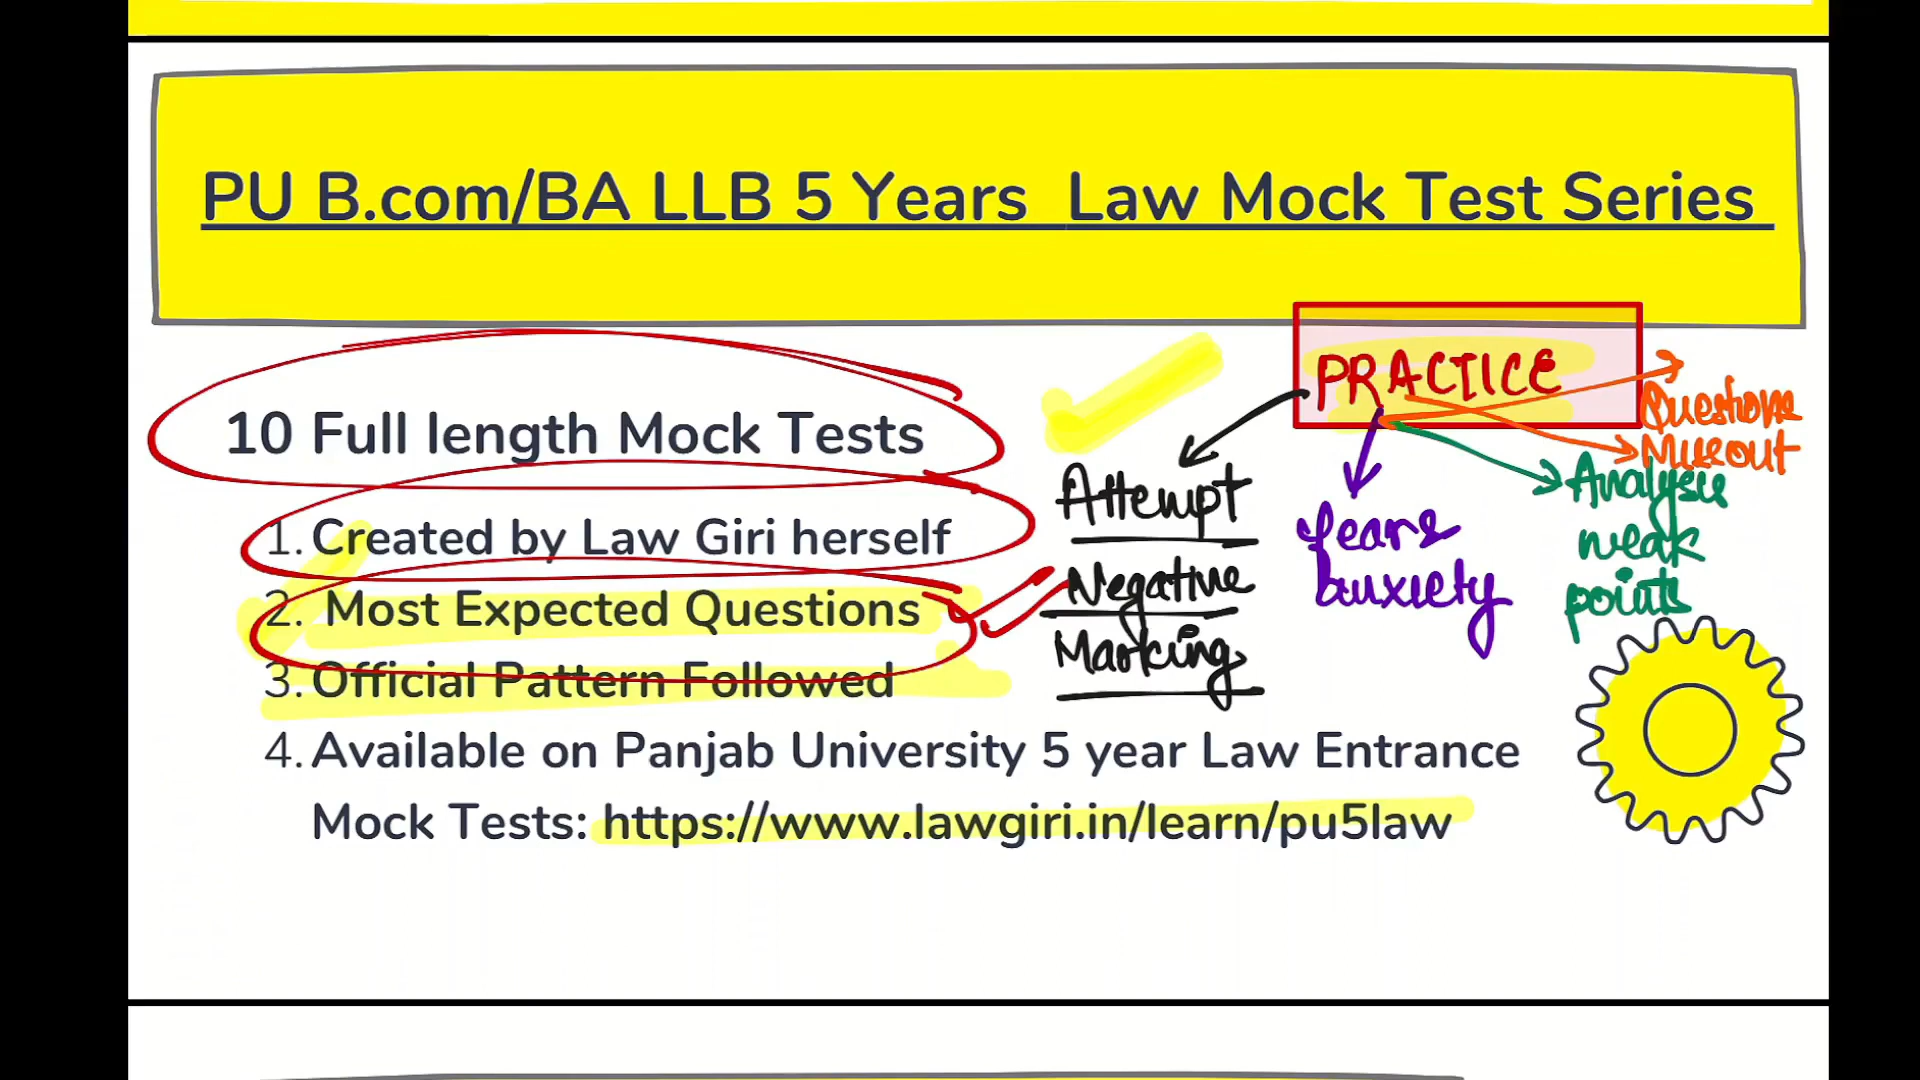 PU B.com/BA LLB 5 Years Law Mock Test Series
10 Full length Mock Tests
1. Created by Law Giri herself
2. Most Expected Questions
3. Official Pattern Followed
4. Available on Panjab University 5 year Law Entrance
Mock Tests: https://www.lawgiri.in/learn/pu5law
PRACTICE
Attempt
Negative
Marking
fears
anxiety
Analysis
weak
points
Questions